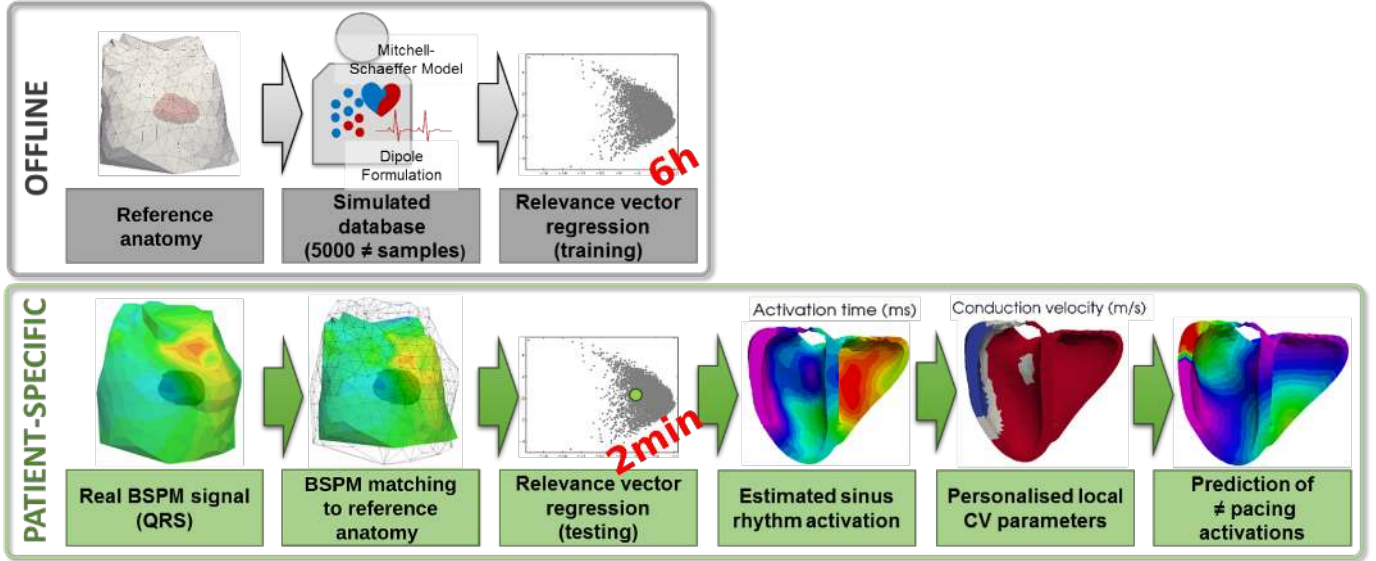 OFFLINE
Mitchell-
Schaeffer Model
Dipole
Formulation
6h
Reference
anatomy
Simulated
database
(5000 ≠ samples)
Relevance vector
regression
(training)
PATIENT-SPECIFIC
Activation time (ms)
Conduction velocity (m/s)
2min
Real BSPM signal
(QRS)
BSPM matching
to reference
anatomy
Relevance vector
regression
(testing)
Estimated sinus
rhythm activation
Personalised local
CV parameters
Prediction of
≠ pacing
activations